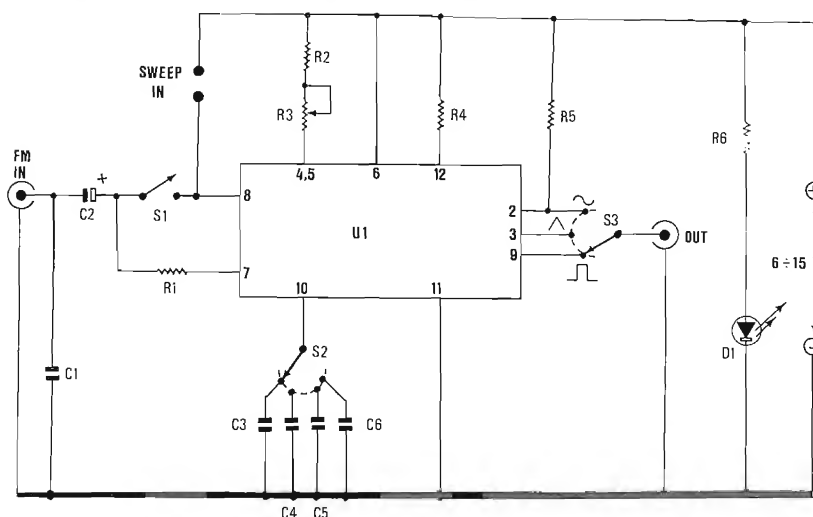 R2
SWEEP
IN
R3
R4
R5
R6
FM
IN
4,5
6
12
+
C2
S1
8
2
S3
U1
3
OUT
9
7
Ri
6÷15
10
11
S2
D1
C1
C3
C6
C4
C5